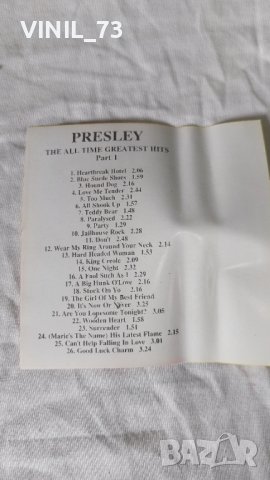 VINIL_73
PRESLEY
THE ALL TIME GREATEST HITS
Part 1
1. Heartbreak Hotel 2.06
2. Blue Suede Shoes 1.59
3. Hound Dog 2.16
4. Love Me Tender 2.44
5. Too Much 2.31
6. All Shook Up 1.57
7. Teddy Bear 1.48
8. Paralysed 2.22
9. Party 1.29
10. Jailhouse Rock 2.28
11. Don't 2.48
12. Wear My Ring Around Your Neck 2.14
13. Hard Headed Woman 1.53
14. King Creole 2.09
15. One Night 2.32
16. A Fool Such As I 2.29
17. A Big Hunk O'Love 2.16
18. Stuck On Yo 2.16
19. The Girl Of My Best Friend
20. It's Now Or Never 3.25
21. Are You Lonesome Tonight? 3.05
22. Wooden Heart 1.58
23. Surrender 1.51
24. (Marie's The Name) His Latest Flame 2.15
25. Can't Help Falling In Love 3.01
26. Good Luck Charm 2.24
BAZAR
bg